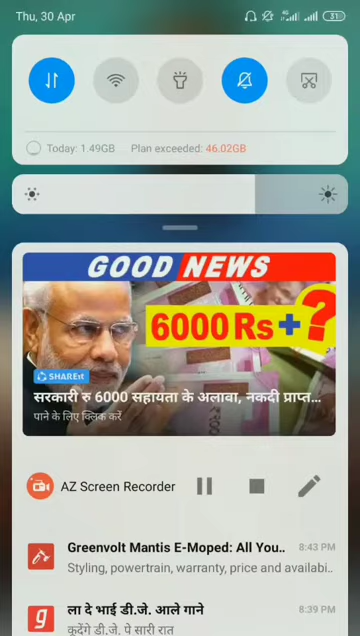 Thu, 30 Apr 4G 31
Today: 1.49GB Plan exceeded: 46.02GB
GOOD NEWS
6000 Rs + ?
SHAREit
सरकारी रु 6000 सहायता के अलावा, नकदी प्राप्त...
पाने के लिए क्लिक करें
AZ Screen Recorder
Greenvolt Mantis E-Moped: All You.. 8:43 PM
Styling, powertrain, warranty, price and availabi..
ला दे भाई डी.जे. आले गाने 8:39 PM
कूदेंगे डी.जे. पे सारी रात